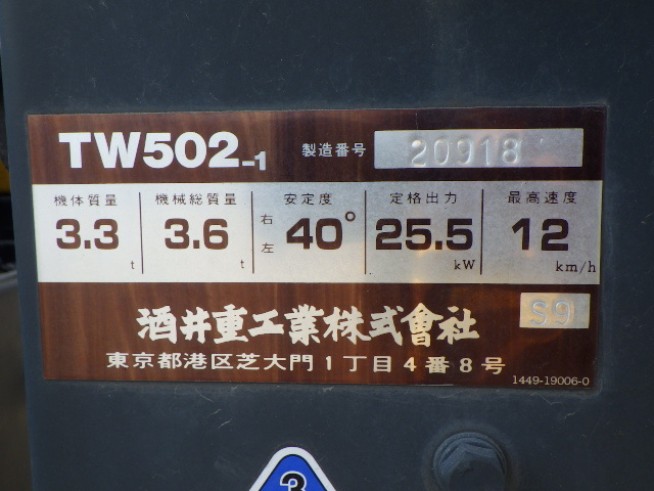 TW502-1 製造番号 20918
機体質量 機械総質量 安定度 定格出力 最高速度
3.3 t 3.6 t 右 左 40° 25.5 kW 12 km/h
酒井重工業株式會社 S9
東京都港区芝大門1丁目4番8号
1449-19006-0
3